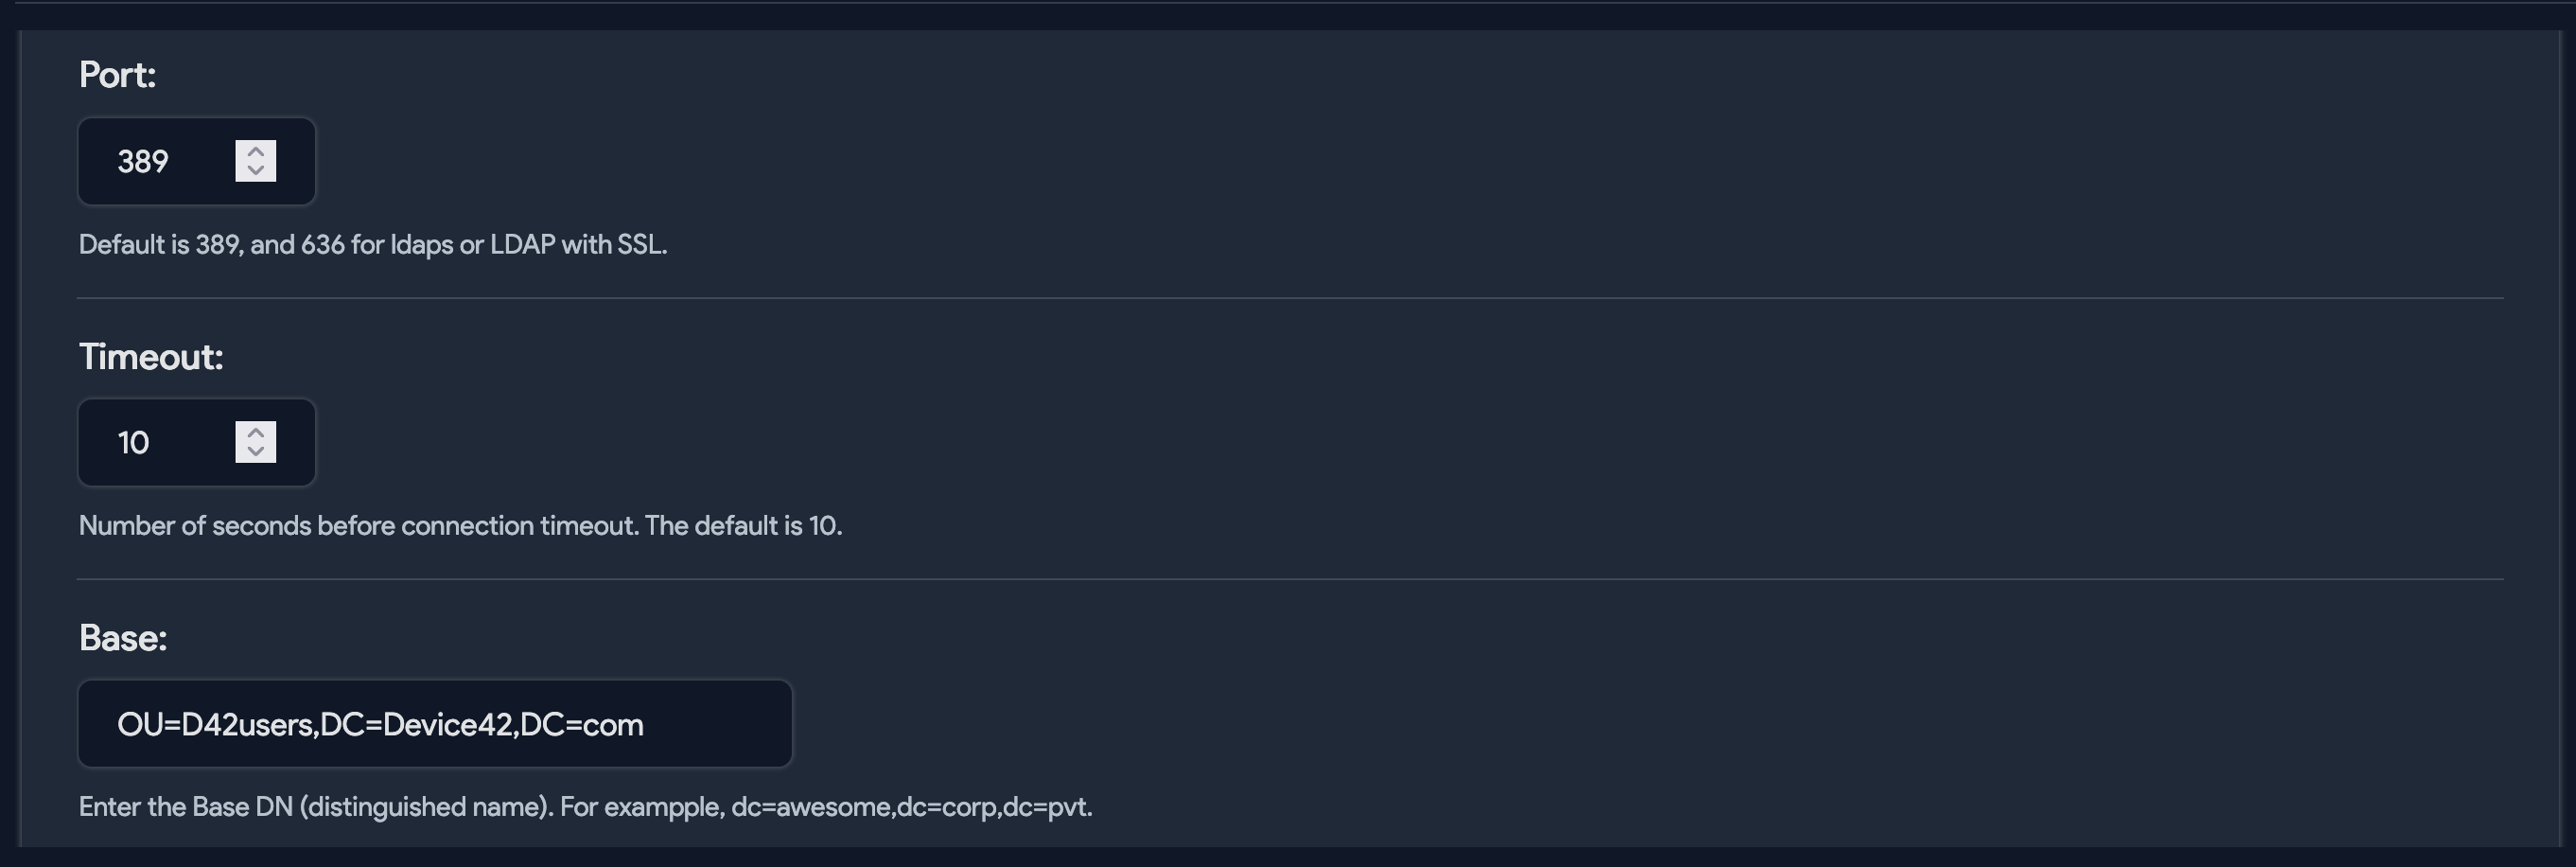 Port:
389
Default is 389, and 636 for ldaps or LDAP with SSL.
Timeout:
10
Number of seconds before connection timeout. The default is 10.
Base:
OU=D42users,DC=Device42,DC=com
Enter the Base DN (distinguished name). For exampple, dc=awesome,dc=corp,dc=pvt.